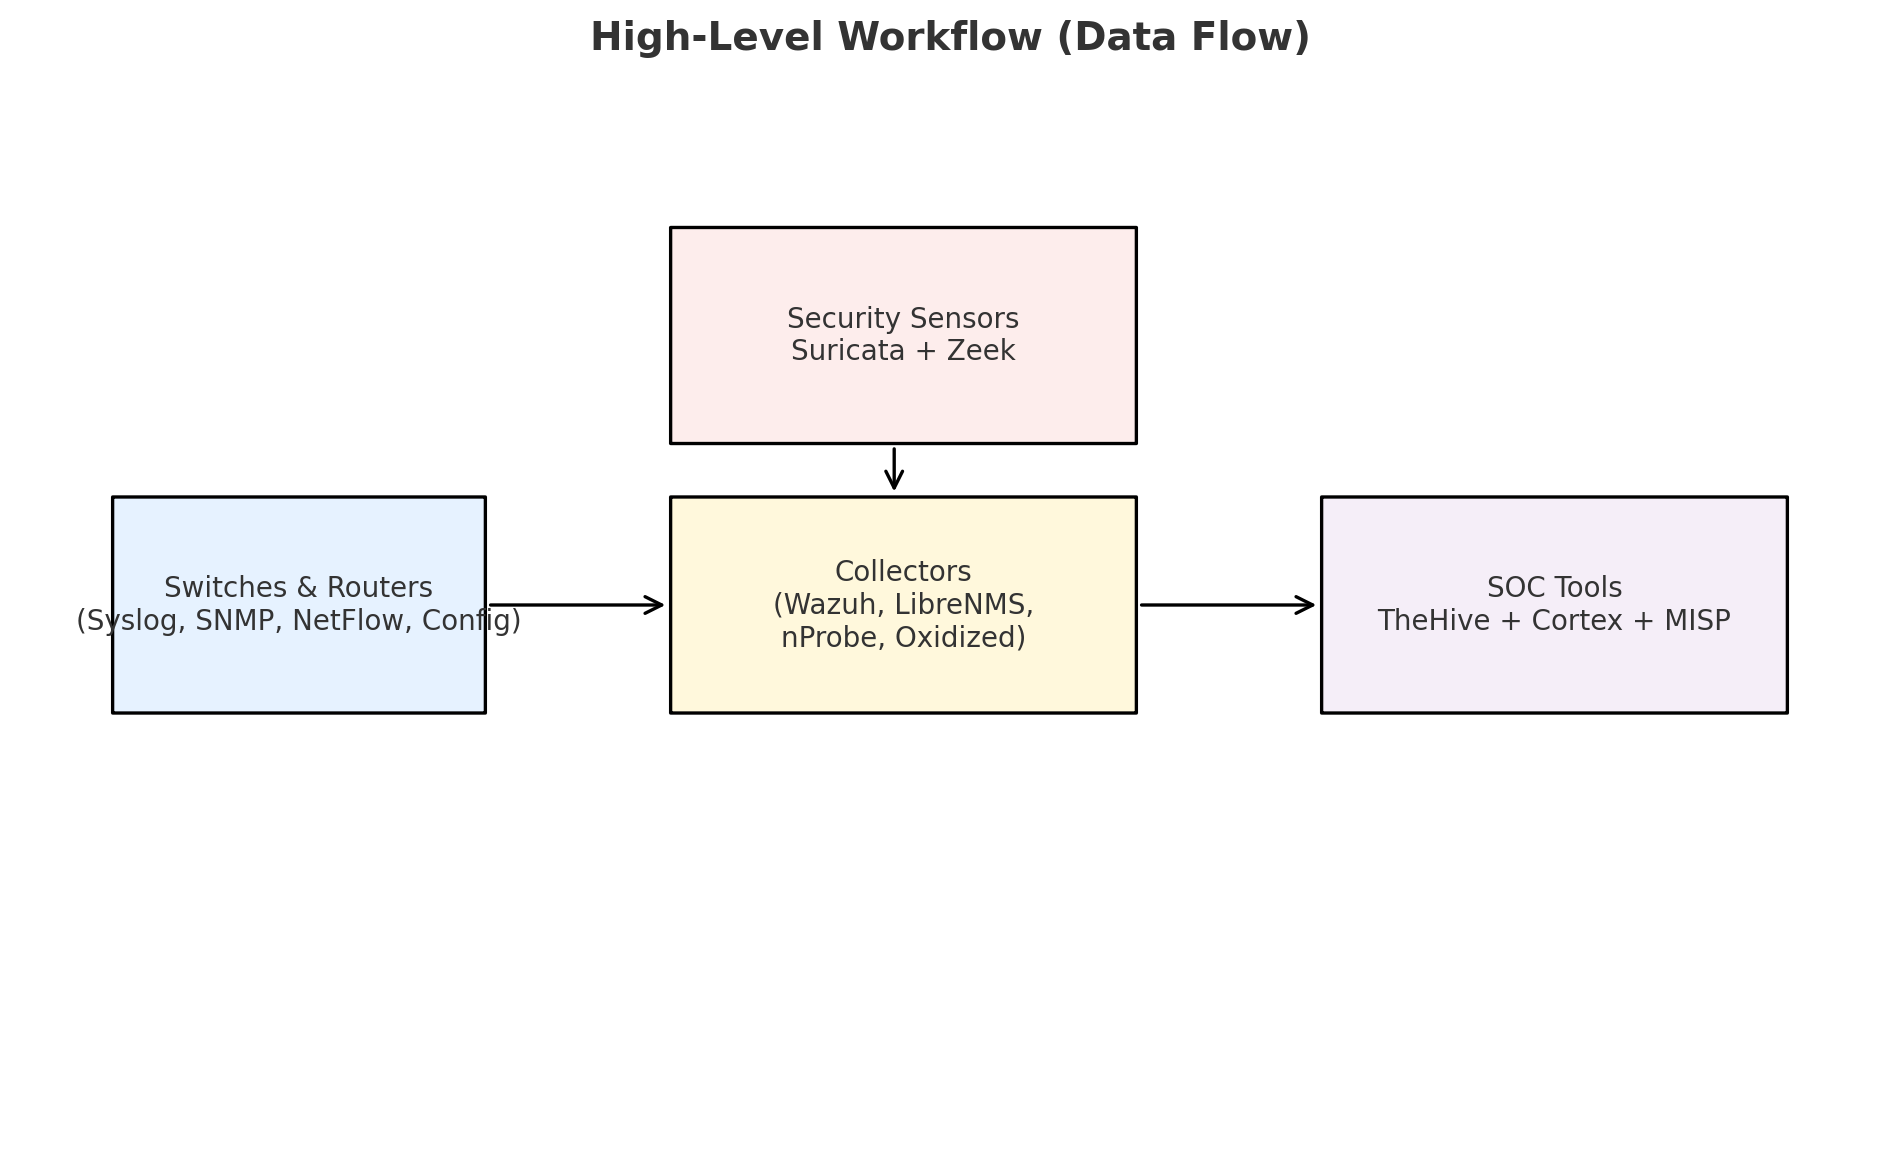 High-Level Workflow (Data Flow)
Security Sensors
Suricata + Zeek
Switches & Routers
(Syslog, SNMP, NetFlow, Config)
Collectors
(Wazuh, LibreNMS,
nProbe, Oxidized)
SOC Tools
TheHive + Cortex + MISP